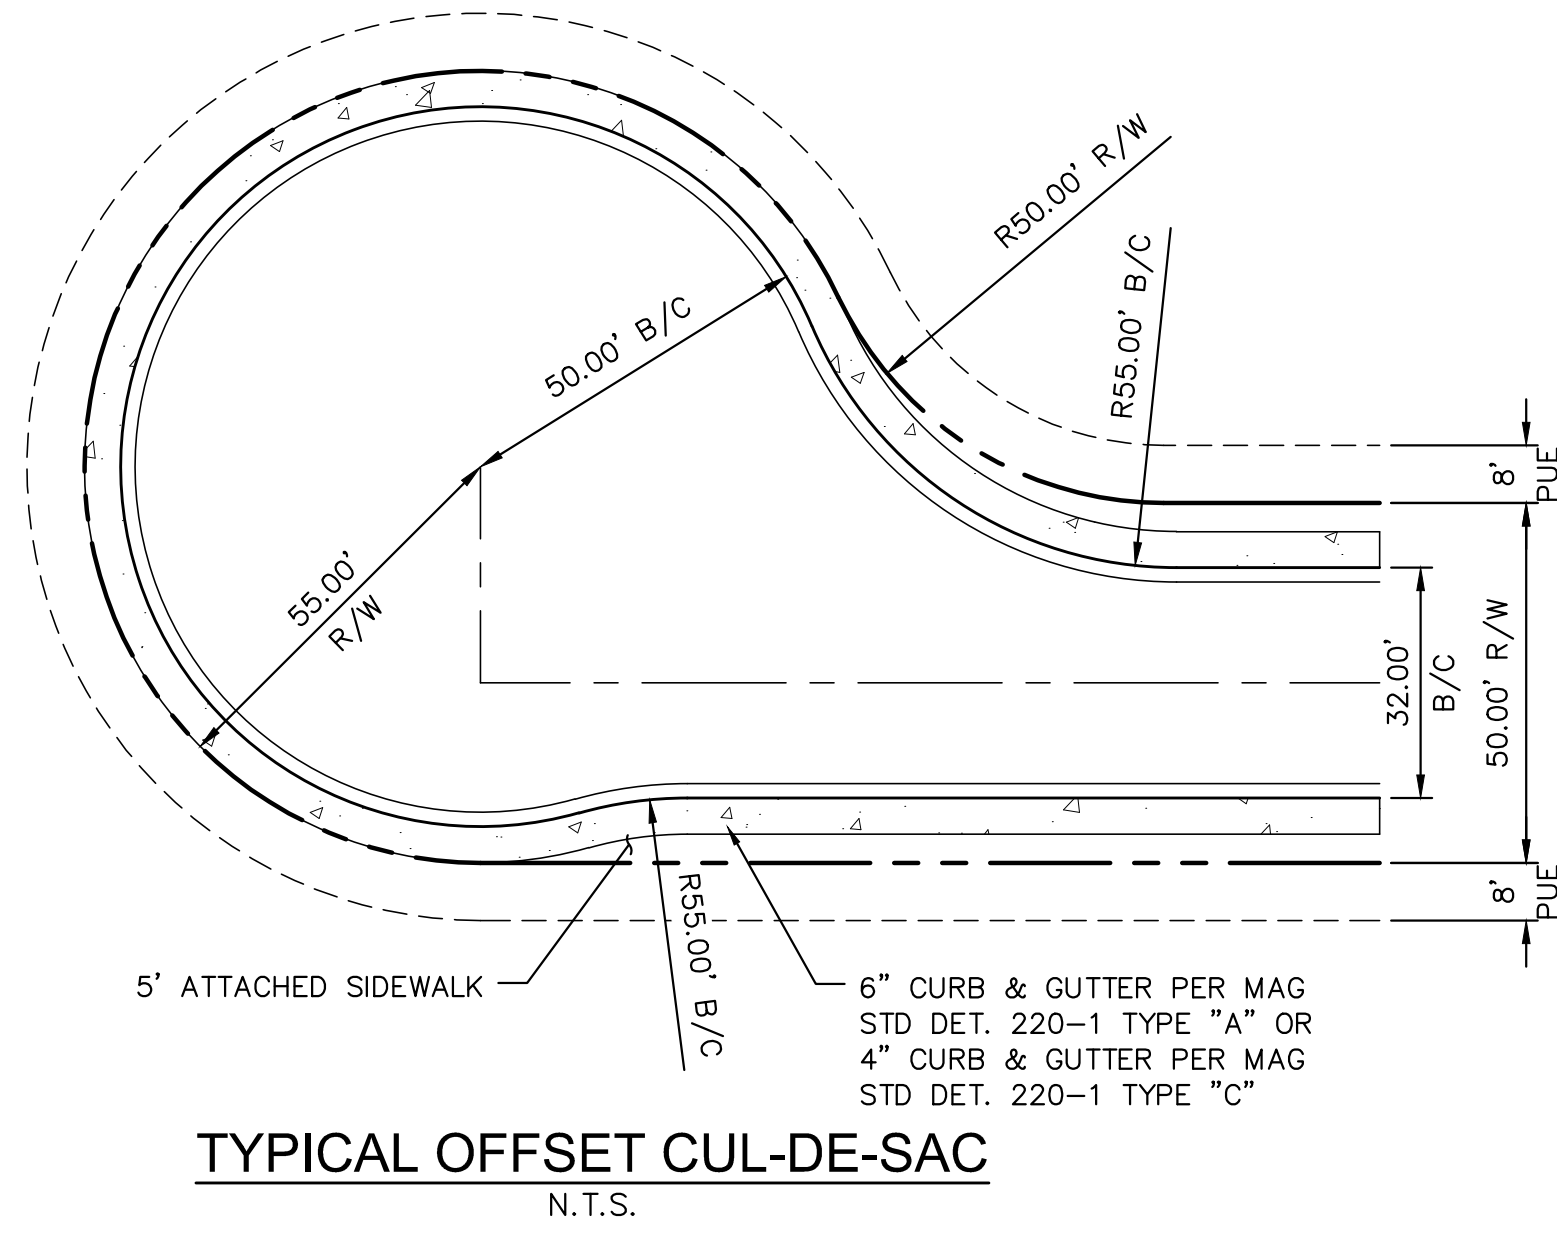 R50.00' R/W
R55.00' B/C
50.00' B/C
55.00'
R/W
8'
PUE
32.00'
B/C
50.00' R/W
8'
PUE
R55.00' B/C
5' ATTACHED SIDEWALK
6" CURB & GUTTER PER MAG
STD DET. 220-1 TYPE "A" OR
4" CURB & GUTTER PER MAG
STD DET. 220-1 TYPE "C"
TYPICAL OFFSET CUL-DE-SAC
N.T.S.